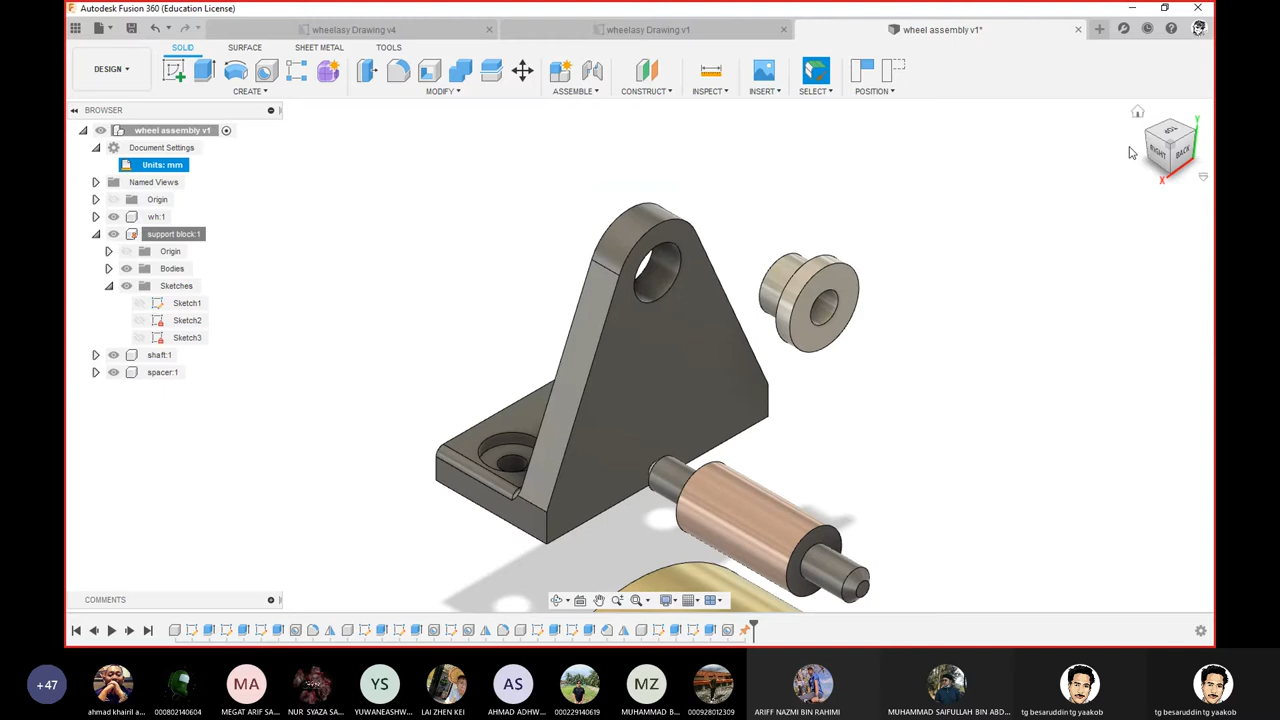 Autodesk Fusion 360 (Education License)
wheelasy Drawing v4
wheelasy Drawing v1
wheel assembly v1*
DESIGN
SOLID
SURFACE
SHEET METAL
TOOLS
CREATE
MODIFY
ASSEMBLE
CONSTRUCT
INSPECT
INSERT
SELECT
POSITION
BROWSER
wheel assembly v1
Document Settings
Units: mm
Named Views
Origin
wh:1
support block:1
Origin
Bodies
Sketches
Sketch1
Sketch2
Sketch3
shaft:1
spacer:1
TOP
RIGHT
BACK
Y
X
COMMENTS
+47
MA
YS
AS
MZ
ahmad khairil a...
000802140604
MEGAT ARIF SA...
NUR SYAZA SA...
YUWANEASHW...
LAI ZHEN KEI
AHMAD ADHW...
000229140619
MUHAMMAD B...
000928012309
ARIFF NAZMI BIN RAHIMI
MUHAMMAD SAIFULLAH BIN ABD...
tg besaruddin tg yaakob
tg besaruddin tg yaakob